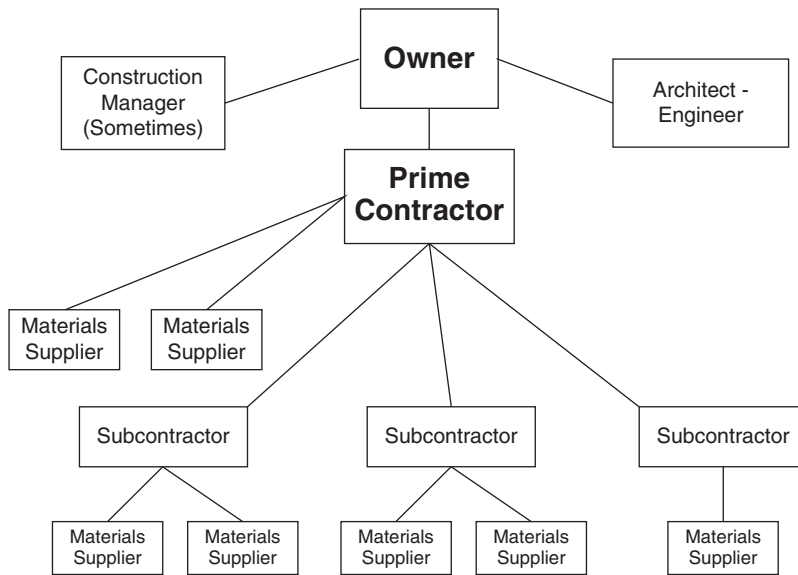 Owner
Construction
Manager
(Sometimes)
Architect -
Engineer
Prime
Contractor
Materials
Supplier
Materials
Supplier
Subcontractor
Subcontractor
Subcontractor
Materials
Supplier
Materials
Supplier
Materials
Supplier
Materials
Supplier
Materials
Supplier